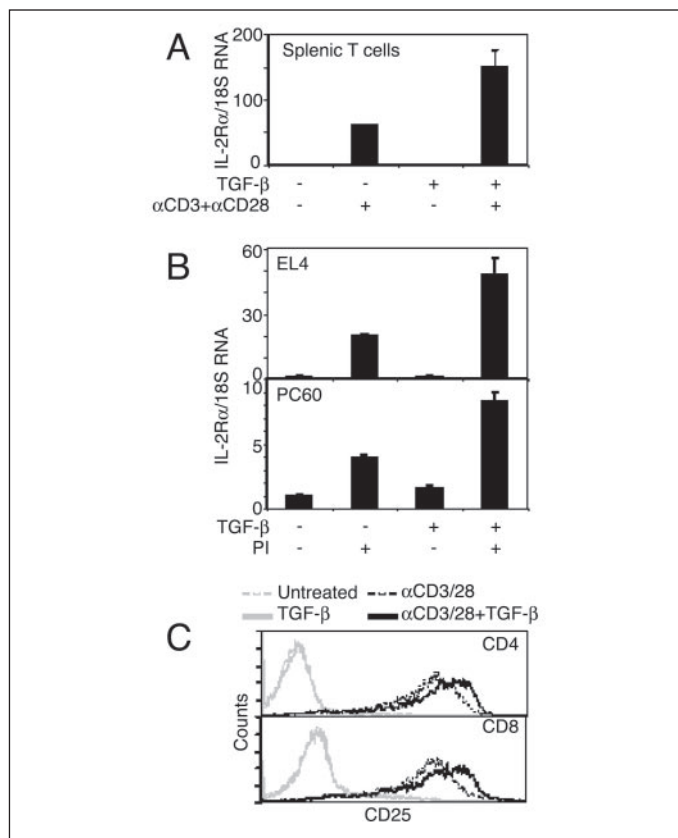 A
Splenic T cells
IL-2Rα/18S RNA
200
100
0
TGF-β - - + +
αCD3+αCD28 - + - +
B
EL4
60
30
0
IL-2Rα/18S RNA
PC60
10
5
0
TGF-β - - + +
PI - + - +
Untreated αCD3/28
TGF-β αCD3/28+TGF-β
C
CD4
Counts
CD8
CD25